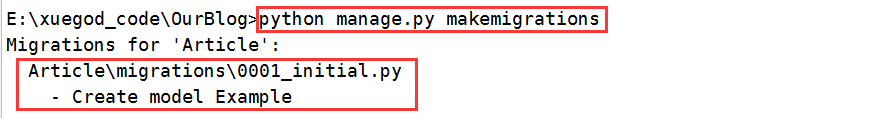 E:\xuegod_code\OurBlog>python manage.py makemigrations
Migrations for 'Article':
  Article\migrations\0001_initial.py
    - Create model Example